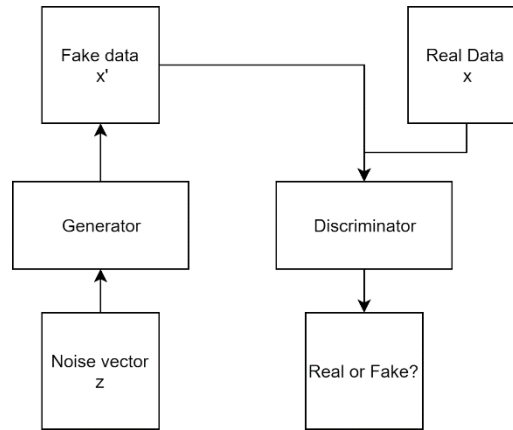 Fake data
x'
Real Data
x
Generator
Discriminator
Noise vector
z
Real or Fake?